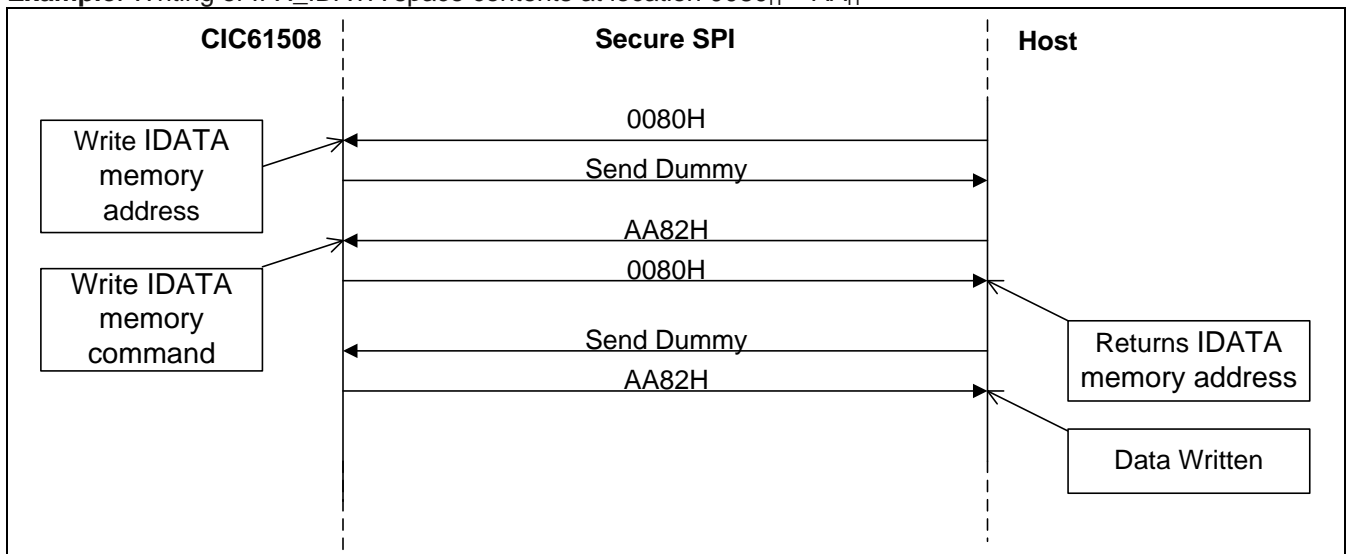 Example:
CIC61508 Secure SPI Host
0080H
Write IDATA
memory
address
Send Dummy
AA82H
0080H
Write IDATA
memory
command
Send Dummy
AA82H
Returns IDATA
memory address
Data Written